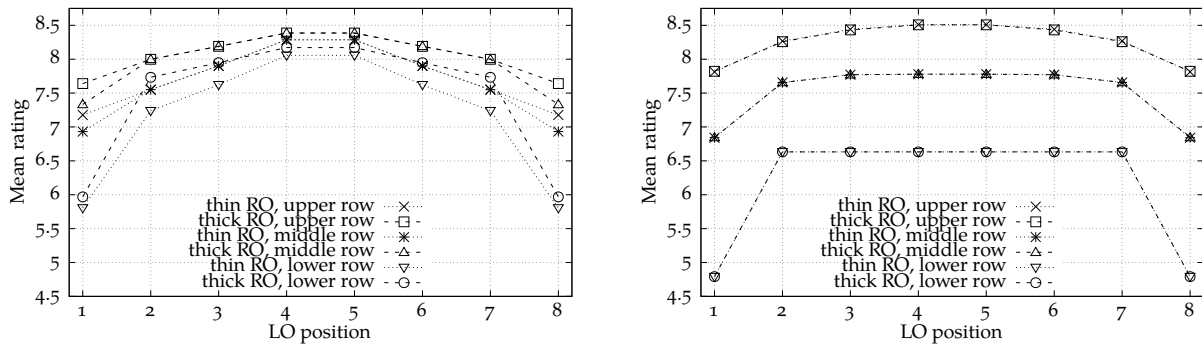 8.5
8
7.5
7
6.5
6
5.5
5
4.5
Mean rating
thin RO, upper row
thick RO, upper row
thin RO, middle row
thick RO, middle row
thin RO, lower row
thick RO, lower row
1 2 3 4 5 6 7 8
LO position
8.5
8
7.5
7
6.5
6
5.5
5
4.5
Mean rating
thin RO, upper row
thick RO, upper row
thin RO, middle row
thick RO, middle row
thin RO, lower row
thick RO, lower row
1 2 3 4 5 6 7 8
LO position